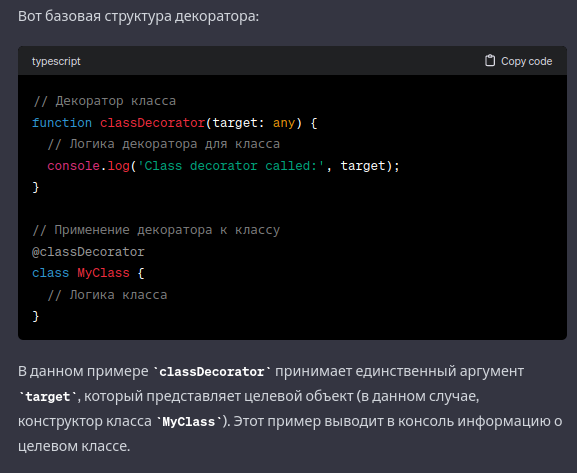 Вот базовая структура декоратора:
typescript
Copy code
// Декоратор класса
function classDecorator(target: any) {
  // Логика декоратора для класса
  console.log('Class decorator called:', target);
}
// Применение декоратора к классу
@classDecorator
class MyClass {
  // Логика класса
}
В данном примере `classDecorator` принимает единственный аргумент
`target`, который представляет целевой объект (в данном случае,
конструктор класса `MyClass`). Этот пример выводит в консоль информацию о
целевом классе.